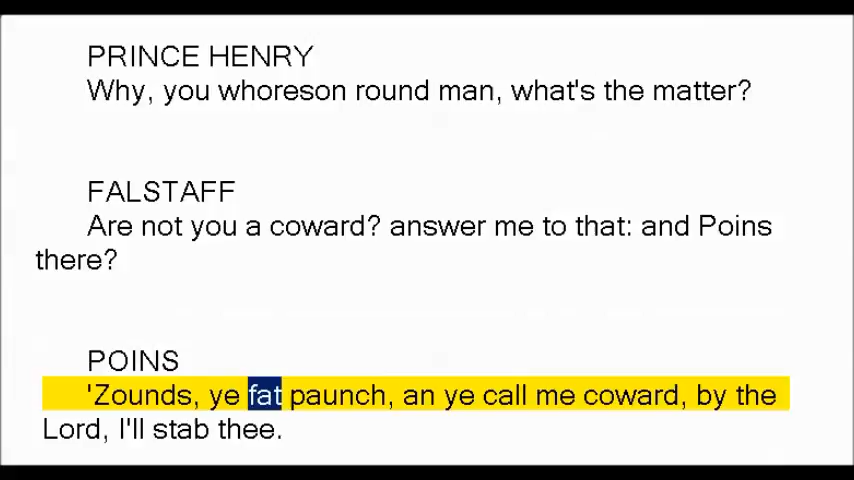 PRINCE HENRY
Why, you whoreson round man, what's the matter?
FALSTAFF
Are not you a coward? answer me to that: and Poins
there?
POINS
'Zounds, ye fat paunch, an ye call me coward, by the
Lord, I'll stab thee.